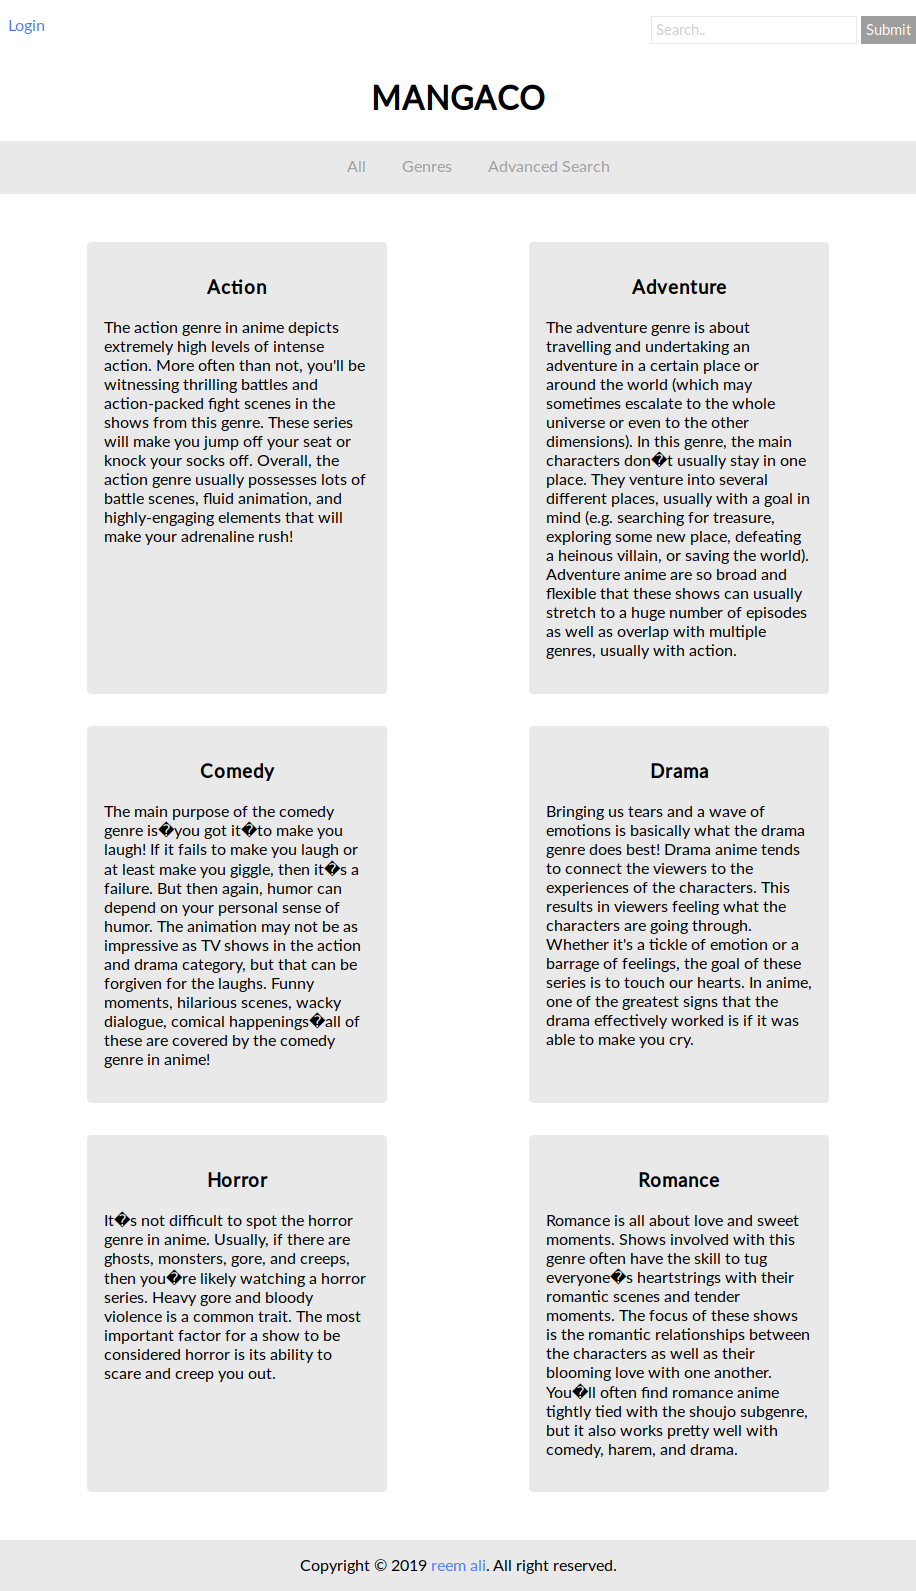 Login
Search..
Submit
MANGACO
All
Genres
Advanced Search
Action
The action genre in anime depicts
extremely high levels of intense
action. More often than not, you'll be
witnessing thrilling battles and
action-packed fight scenes in the
shows from this genre. These series
will make you jump off your seat or
knock your socks off. Overall, the
action genre usually possesses lots of
battle scenes, fluid animation, and
highly-engaging elements that will
make your adrenaline rush!
Adventure
The adventure genre is about
travelling and undertaking an
adventure in a certain place or
around the world (which may
sometimes escalate to the whole
universe or even to the other
dimensions). In this genre, the main
characters don�t usually stay in one
place. They venture into several
different places, usually with a goal in
mind (e.g. searching for treasure,
exploring some new place, defeating
a heinous villain, or saving the world).
Adventure anime are so broad and
flexible that these shows can usually
stretch to a huge number of episodes
as well as overlap with multiple
genres, usually with action.
Comedy
The main purpose of the comedy
genre is�you got it�to make you
laugh! If it fails to make you laugh or
at least make you giggle, then it�s a
failure. But then again, humor can
depend on your personal sense of
humor. The animation may not be as
impressive as TV shows in the action
and drama category, but that can be
forgiven for the laughs. Funny
moments, hilarious scenes, wacky
dialogue, comical happenings�all of
these are covered by the comedy
genre in anime!
Drama
Bringing us tears and a wave of
emotions is basically what the drama
genre does best! Drama anime tends
to connect the viewers to the
experiences of the characters. This
results in viewers feeling what the
characters are going through.
Whether it's a tickle of emotion or a
barrage of feelings, the goal of these
series is to touch our hearts. In anime,
one of the greatest signs that the
drama effectively worked is if it was
able to make you cry.
Horror
It�s not difficult to spot the horror
genre in anime. Usually, if there are
ghosts, monsters, gore, and creeps,
then you�re likely watching a horror
series. Heavy gore and bloody
violence is a common trait. The most
important factor for a show to be
considered horror is its ability to
scare and creep you out.
Romance
Romance is all about love and sweet
moments. Shows involved with this
genre often have the skill to tug
everyone�s heartstrings with their
romantic scenes and tender
moments. The focus of these shows
is the romantic relationships between
the characters as well as their
blooming love with one another.
You�ll often find romance anime
tightly tied with the shoujo subgenre,
but it also works pretty well with
comedy, harem, and drama.
Copyright © 2019 reem ali. All right reserved.